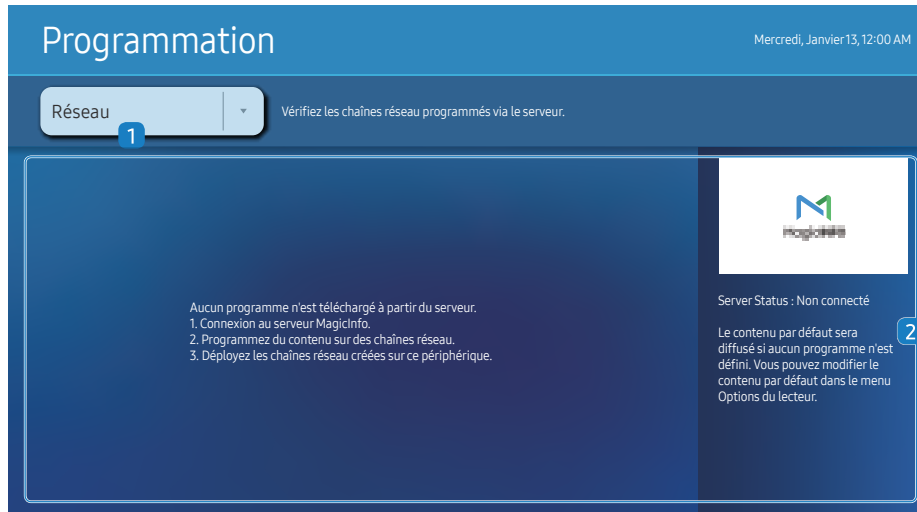 Programmation
Mercredi, Janvier 13, 12:00 AM
Réseau
1
Vérifiez les chaînes réseau programmés via le serveur.
Aucun programme n'est téléchargé à partir du serveur.
1. Connexion au serveur MagicInfo.
2. Programmez du contenu sur des chaînes réseau.
3. Déployez les chaînes réseau créées sur ce périphérique.
Server Status : Non connecté
Le contenu par défaut sera
diffusé si aucun programme n'est
défini. Vous pouvez modifier le
contenu par défaut dans le menu
Options du lecteur.
2